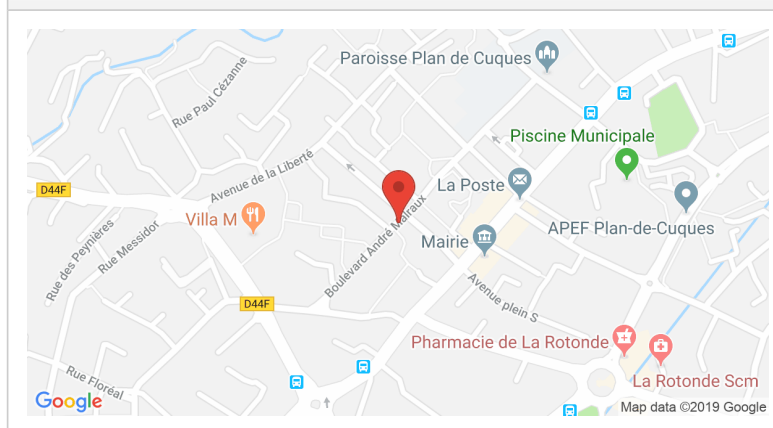 Paroisse Plan de Cuques
Rue Paul Cézanne
Piscine Municipale
Avenue de la Liberté
D44F
La Poste
Villa M
Boulevard André Malraux
Mairie
APEF Plan-de-Cuques
Rue des Peynières
Rue Messidor
D44F
Avenue plein S
Pharmacie de La Rotonde
Rue Floréal
La Rotonde Scm
Google
Map data ©2019 Google